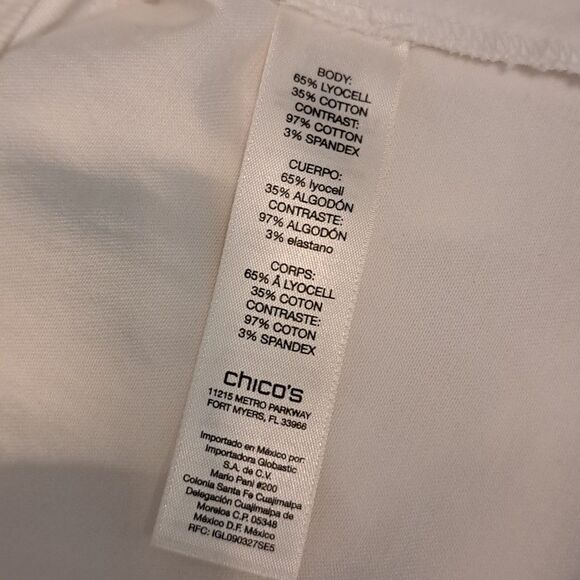 BODY:
65% LYOCELL
35% COTTON
CONTRAST:
97% COTTON
3% SPANDEX
CUERPO:
65% lyocell
35% ALGODÓN
CONTRASTE:
97% ALGODÓN
3% elastano
CORPS:
65% Â LYOCELL
35% COTON
CONTRASTE:
97% COTON
3% SPANDEX
chico's
11215 METRO PARKWAY
FORT MYERS, FL 33966
Importado en México por:
Importadora Globastic
S.A. de C.V.
Mario Pani #200
Colonia Santa Fe Cuajimalpa
Delegación Cuajimalpa de
Morelos C.P. 05348
México D.F. México
RFC: IGL090327SE5